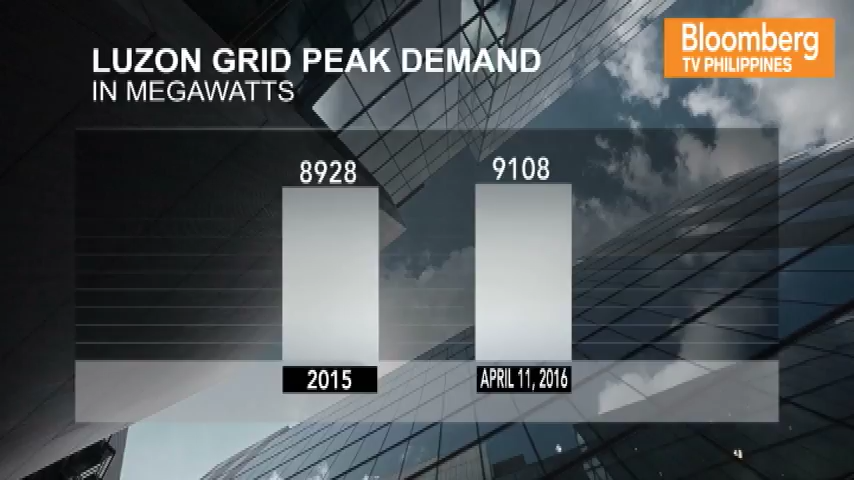 LUZON GRID PEAK DEMAND
IN MEGAWATTS
Bloomberg
TV PHILIPPINES
8928
9108
2015
APRIL 11, 2016